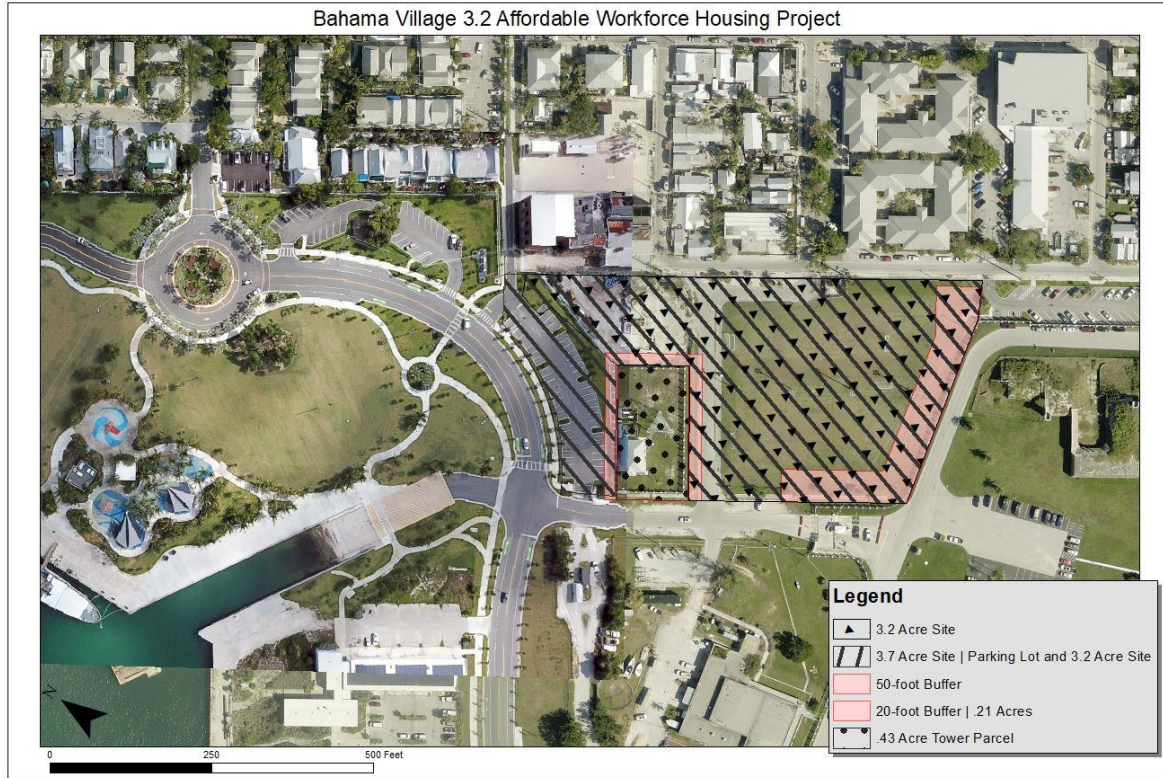 Bahama Village 3.2 Affordable Workforce Housing Project
Legend
3.2 Acre Site
3.7 Acre Site | Parking Lot and 3.2 Acre Site
50-foot Buffer
20-foot Buffer | .21 Acres
.43 Acre Tower Parcel
N
0 250 500 Feet